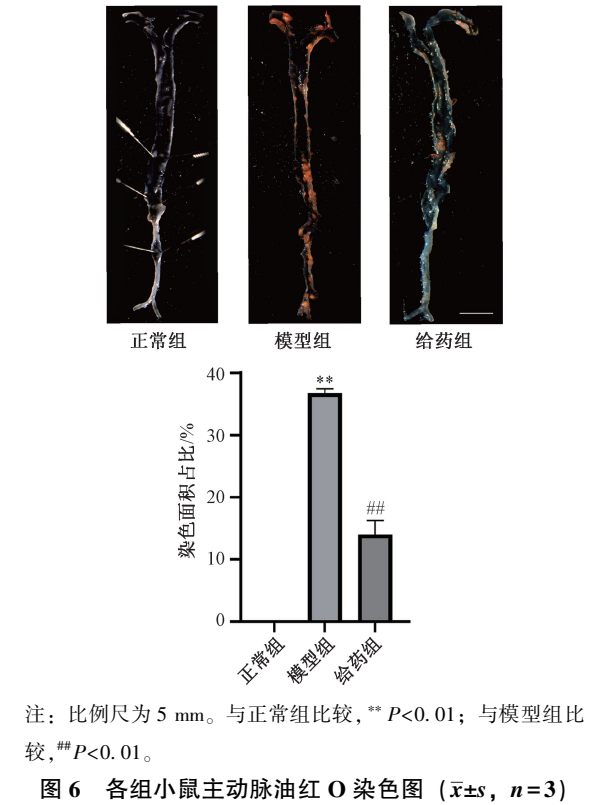 正常组 模型组 给药组
40
30
20
10
0
染色面积占比/%
**
##
正常组 模型组 给药组
注：比例尺为 5 mm。与正常组比较，** P<0. 01；与模型组比
较，##P<0. 01。
图 6 各组小鼠主动脉油红 O 染色图（x̄±s，n=3）